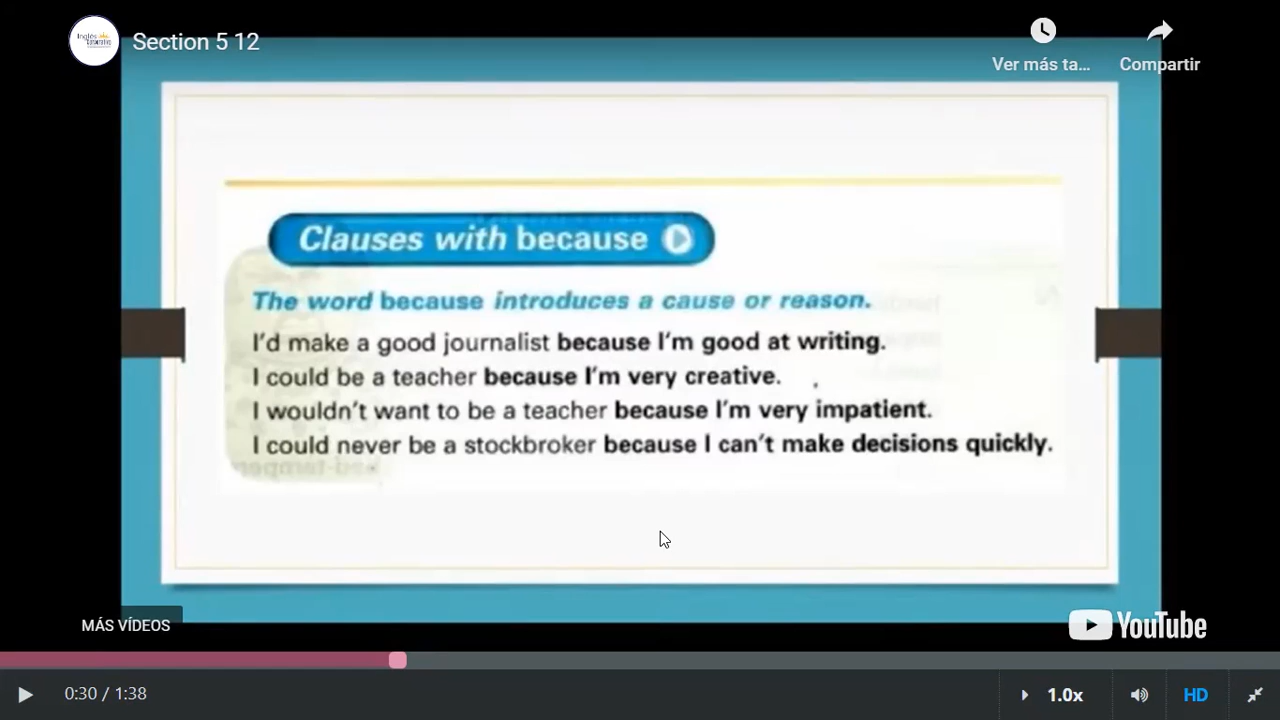 Section 5 12
Ver más ta...
Compartir
Clauses with because
The word because introduces a cause or reason.
I'd make a good journalist because I'm good at writing.
I could be a teacher because I'm very creative.
I wouldn't want to be a teacher because I'm very impatient.
I could never be a stockbroker because I can't make decisions quickly.
MÁS VÍDEOS
YouTube
0:30 / 1:38
1.0x
HD